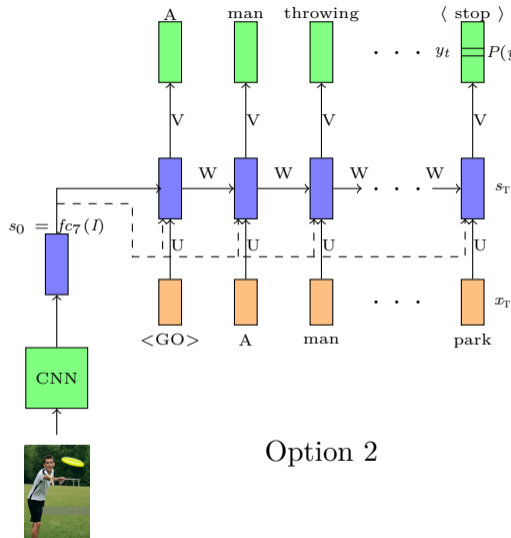 A man throwing ⟨ stop ⟩
· · · y_t P(y
V V V V
W W W W
s_0 = fc_7(I) · · · s_T
U U U U
· · · x_T
<GO> A man park
CNN
Option 2